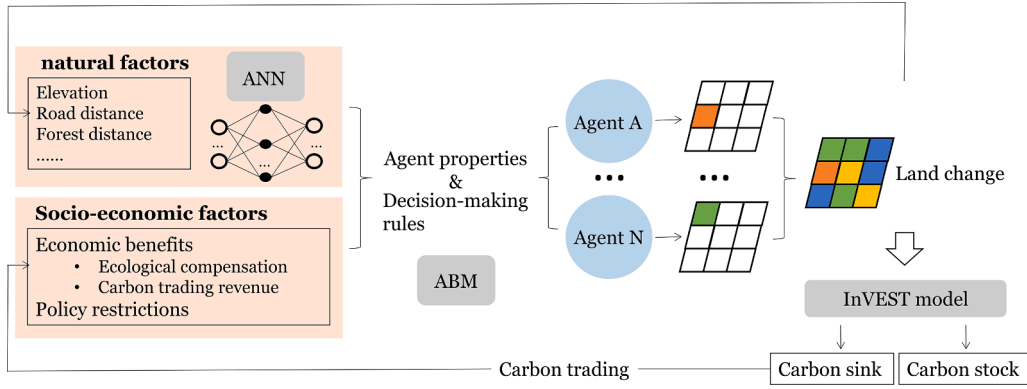 natural factors
ANN
Elevation
Road distance
Forest distance
......
...
...
...
Socio-economic factors
Economic benefits
• Ecological compensation
• Carbon trading revenue
Policy restrictions
Agent properties
&
Decision-making
rules
ABM
Agent A
... ...
Agent N
Land change
InVEST model
Carbon sink
Carbon stock
Carbon trading